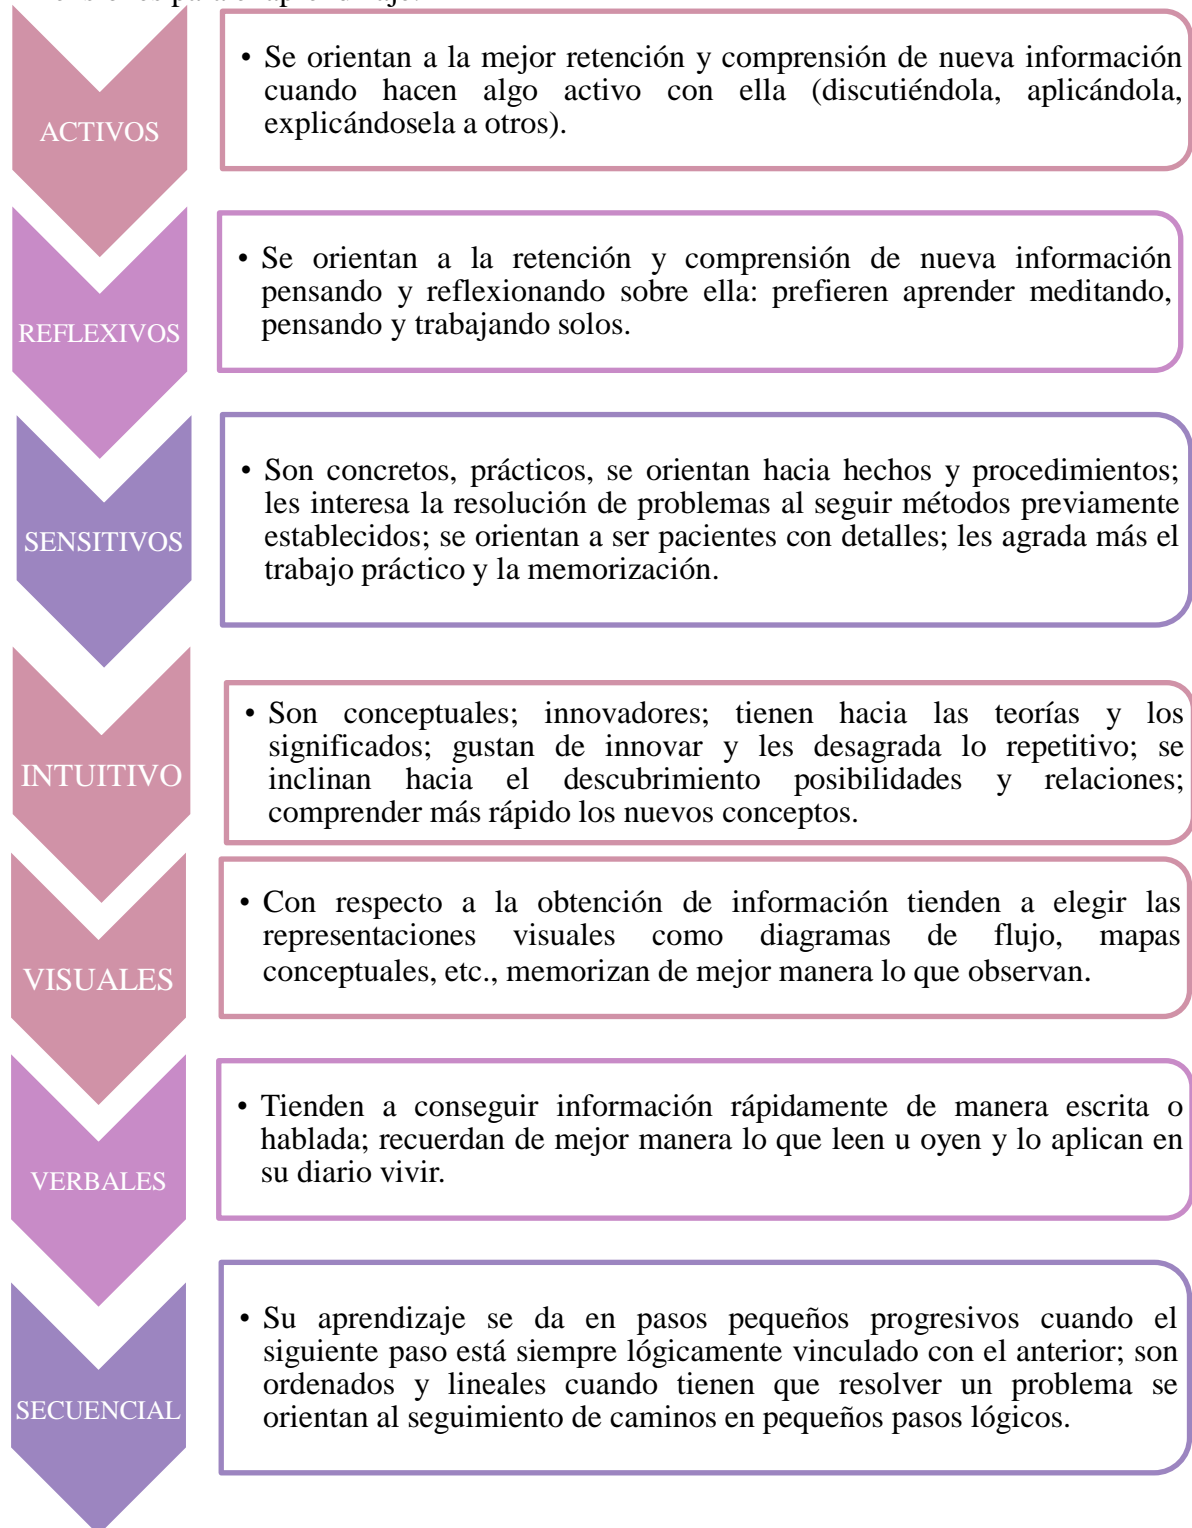 para el aprendizaje.
ACTIVOS
• Se orientan a la mejor retención y comprensión de nueva información
cuando hacen algo activo con ella (discutiéndola, aplicándola,
explicándosela a otros).
REFLEXIVOS
• Se orientan a la retención y comprensión de nueva información
pensando y reflexionando sobre ella: prefieren aprender meditando,
pensando y trabajando solos.
SENSITIVOS
• Son concretos, prácticos, se orientan hacia hechos y procedimientos;
les interesa la resolución de problemas al seguir métodos previamente
establecidos; se orientan a ser pacientes con detalles; les agrada más el
trabajo práctico y la memorización.
INTUITIVO
• Son conceptuales; innovadores; tienen hacia las teorías y los
significados; gustan de innovar y les desagrada lo repetitivo; se
inclinan hacia el descubrimiento posibilidades y relaciones;
comprender más rápido los nuevos conceptos.
VISUALES
• Con respecto a la obtención de información tienden a elegir las
representaciones visuales como diagramas de flujo, mapas
conceptuales, etc., memorizan de mejor manera lo que observan.
VERBALES
• Tienden a conseguir información rápidamente de manera escrita o
hablada; recuerdan de mejor manera lo que leen u oyen y lo aplican en
su diario vivir.
SECUENCIAL
• Su aprendizaje se da en pasos pequeños progresivos cuando el
siguiente paso está siempre lógicamente vinculado con el anterior; son
ordenados y lineales cuando tienen que resolver un problema se
orientan al seguimiento de caminos en pequeños pasos lógicos.